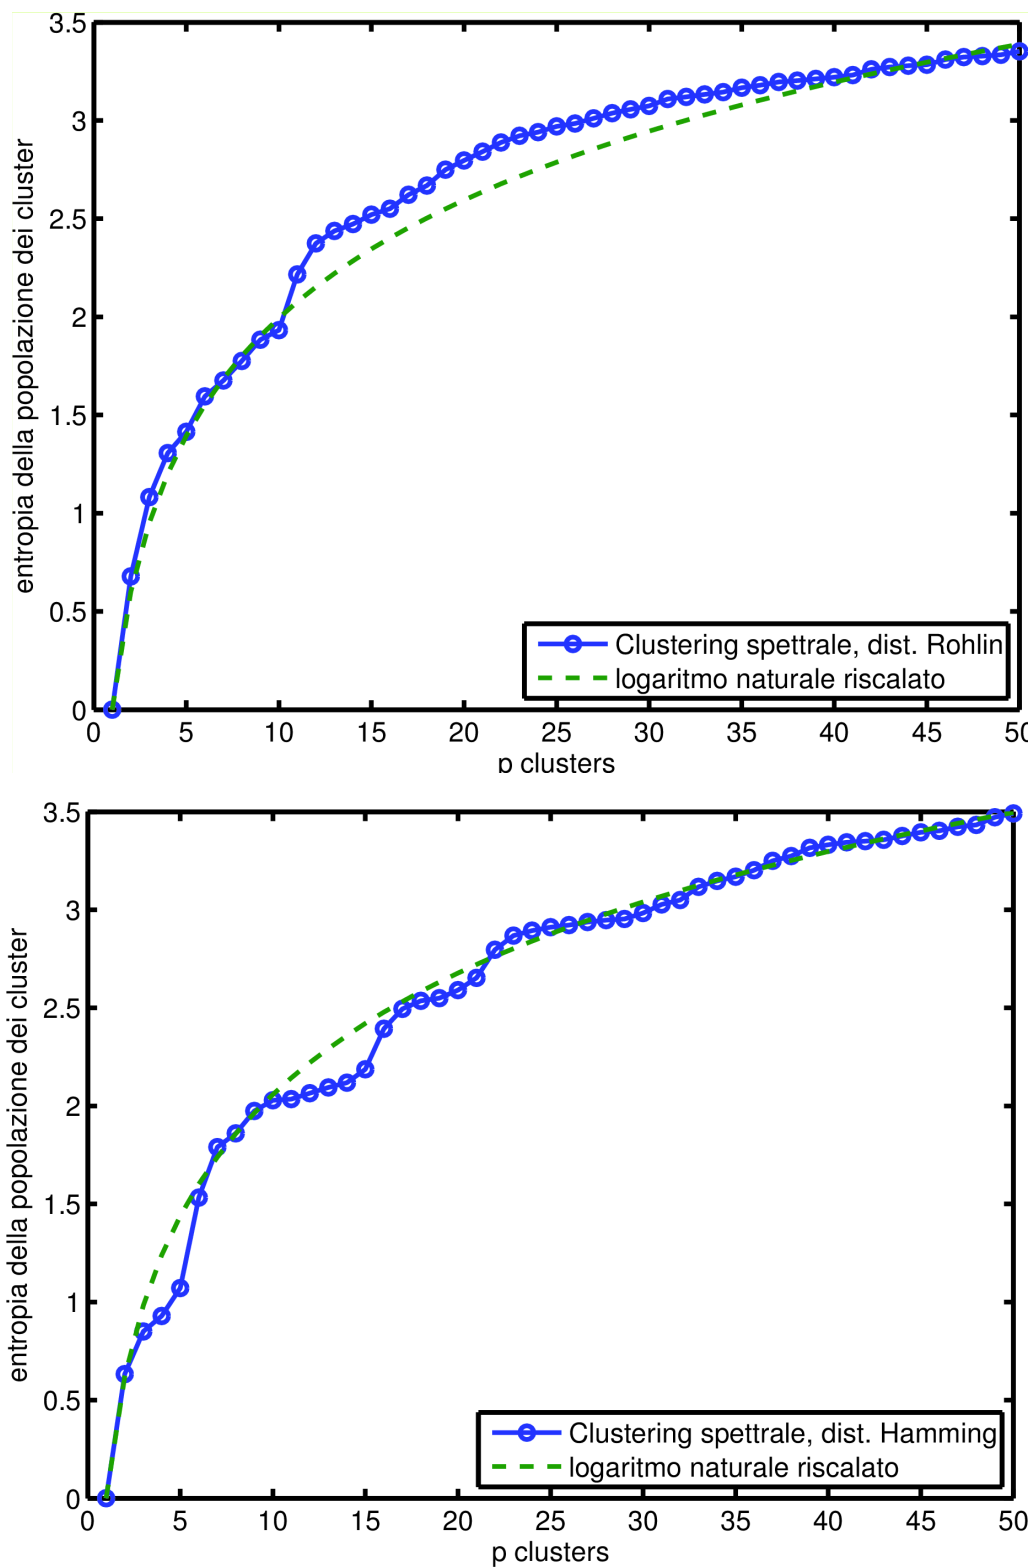 3.5
3
2.5
2
1.5
1
0.5
0
entropia della popolazione dei cluster
Clustering spettrale, dist. Rohlin
logaritmo naturale riscalato
0 5 10 15 20 25 30 35 40 45 50
p clusters
3.5
3
2.5
2
1.5
1
0.5
0
entropia della popolazione dei cluster
Clustering spettrale, dist. Hamming
logaritmo naturale riscalato
0 5 10 15 20 25 30 35 40 45 50
p clusters